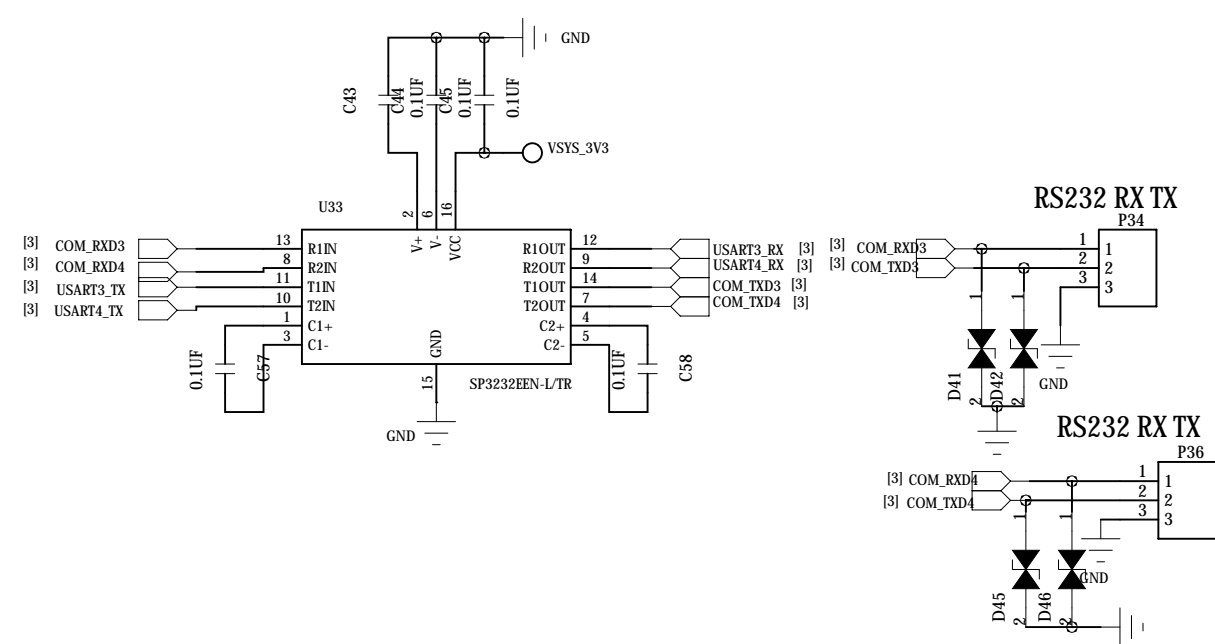 GND
C43
C44
0.1UF
C45
0.1UF
0.1UF
VSYS_3V3
U33
2
6
16
V+
V-
VCC
[3] COM_RXD3 13 R1IN R1OUT 12 USART3_RX [3]
[3] COM_RXD4 8 R2IN R2OUT 9 USART4_RX [3]
[3] USART3_TX 11 T1IN T1OUT 14 COM_TXD3 [3]
[3] USART4_TX 10 T2IN T2OUT 7 COM_TXD4 [3]
1 C1+ C2+ 4
3 C1- C2- 5
GND
15
0.1UF
C57
0.1UF
C58
SP3232EEN-L/TR
GND
RS232 RX TX
P34
[3] COM_RXD3 1 1
[3] COM_TXD3 2 2
3 3
1
1
D41
2
D42
2
GND
RS232 RX TX
P36
[3] COM_RXD4 1 1
[3] COM_TXD4 2 2
3 3
1
1
D45
2
D46
2
GND